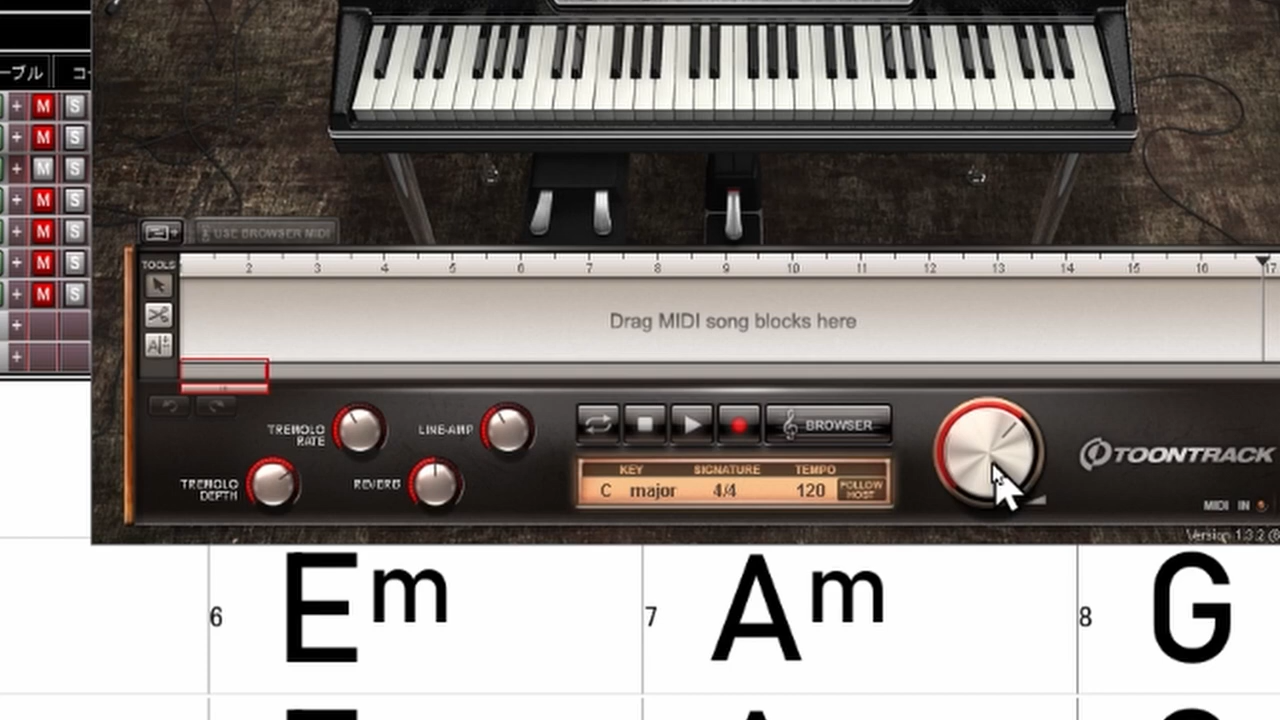 ーブル コー
+ M S
+ M S
+ M S
+ M S
+ M S
+ M S
+ M S
+
+
USE BROWSER MIDI
TOOLS
2 3 4 5 6 7 8 9 10 11 12 13 14 15 16 17
Drag MIDI song blocks here
TREMOLO RATE
LINE-AMP
TREMOLO DEPTH
REVERB
BROWSER
KEY SIGNATURE TEMPO
C major 4/4 120 FOLLOW HOST
TOONTRACK
MIDI IN
Version 1.3.2
6 Em 7 Am 8 G